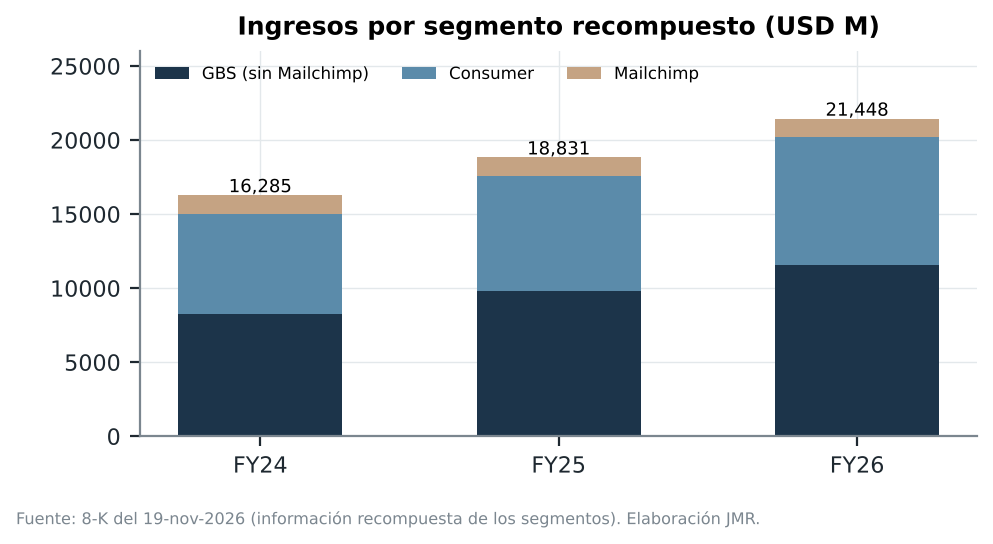 Ingresos por segmento recompuesto (USD M)
25000
GBS (sin Mailchimp) Consumer Mailchimp
21,448
20000
18,831
16,285
15000
10000
5000
0
FY24 FY25 FY26
Fuente: 8-K del 19-nov-2026 (información recompuesta de los segmentos). Elaboración JMR.